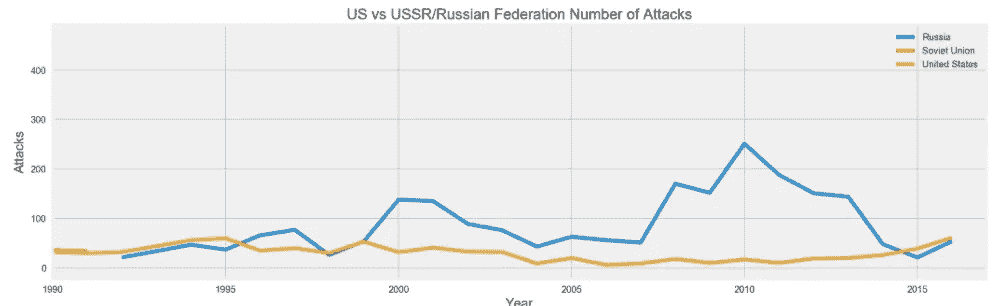 US vs USSR/Russian Federation Number of Attacks
Russia
Soviet Union
United States
400
300
200
100
0
Attacks
1990
1995
2000
2005
2010
2015
Year